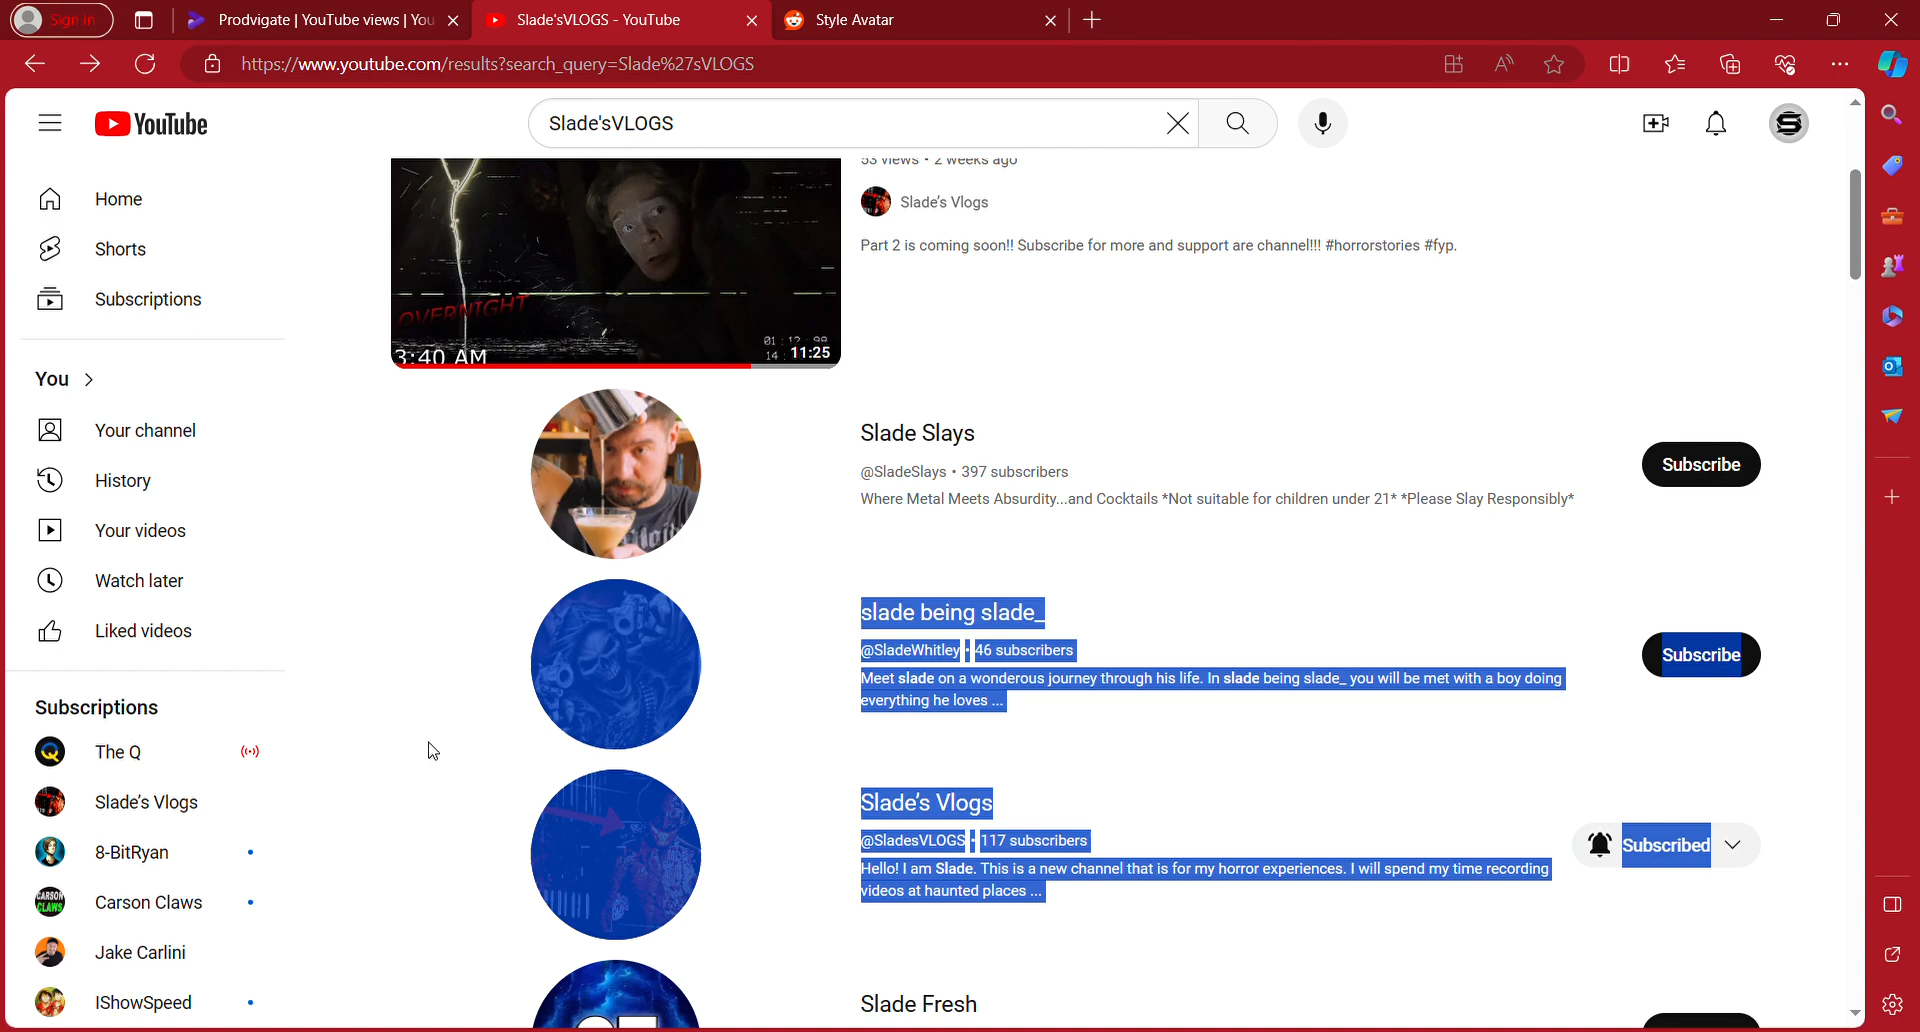 Sign in
Prodvigate | YouTube views | You
Slade'sVLOGS - YouTube
Style Avatar
https://www.youtube.com/results?search_query=Slade%27sVLOGS
YouTube
Slade'sVLOGS
Home
Shorts
Subscriptions
You
Your channel
History
Your videos
Watch later
Liked videos
Subscriptions
The Q
Slade's Vlogs
8-BitRyan
CARSON CLAWS
Carson Claws
Jake Carlini
IShowSpeed
OVERNIGHT
3:40 AM
11:25
53 views • 2 weeks ago
Slade's Vlogs
Part 2 is coming soon!! Subscribe for more and support are channel!!! #horrorstories #fyp.
Slade Slays
@SladeSlays • 397 subscribers
Where Metal Meets Absurdity...and Cocktails *Not suitable for children under 21* *Please Slay Responsibly*
Subscribe
slade being slade_
@SladeWhitley • 46 subscribers
Meet slade on a wonderous journey through his life. In slade being slade_ you will be met with a boy doing
everything he loves ...
Subscribe
Slade's Vlogs
@SladesVLOGS • 117 subscribers
Hello! I am Slade. This is a new channel that is for my horror experiences. I will spend my time recording
videos at haunted places ...
Subscribed
Slade Fresh